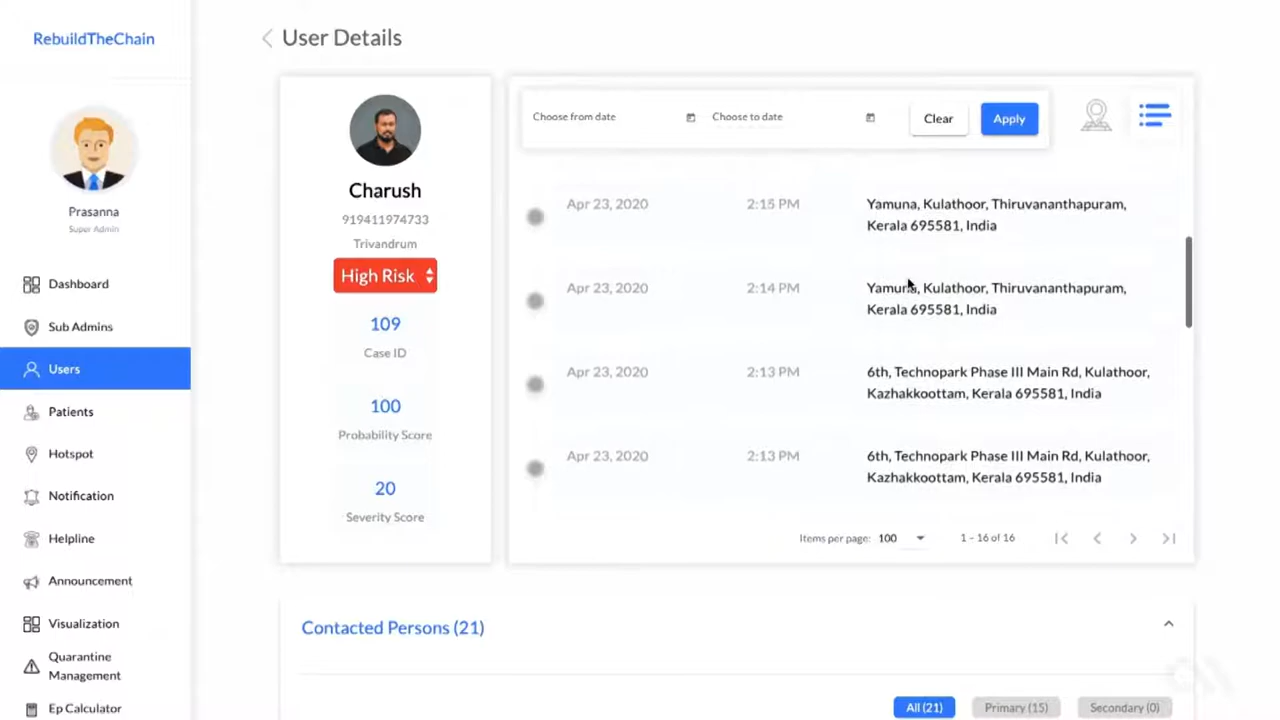 RebuildTheChain
User Details
Prasanna
Super Admin
Dashboard
Sub Admins
Users
Patients
Hotspot
Notification
Helpline
Announcement
Visualization
Quarantine
Management
Ep Calculator
Charush
919411974733
Trivandrum
High Risk
109
Case ID
100
Probability Score
20
Severity Score
Choose from date
Choose to date
Clear
Apply
Apr 23, 2020 2:15 PM Yamuna, Kulathoor, Thiruvananthapuram,
Kerala 695581, India
Apr 23, 2020 2:14 PM Yamuna, Kulathoor, Thiruvananthapuram,
Kerala 695581, India
Apr 23, 2020 2:13 PM 6th, Technopark Phase III Main Rd, Kulathoor,
Kazhakkoottam, Kerala 695581, India
Apr 23, 2020 2:13 PM 6th, Technopark Phase III Main Rd, Kulathoor,
Kazhakkoottam, Kerala 695581, India
Items per page: 100 1 - 16 of 16
Contacted Persons (21)
All (21) Primary (15) Secondary (0)